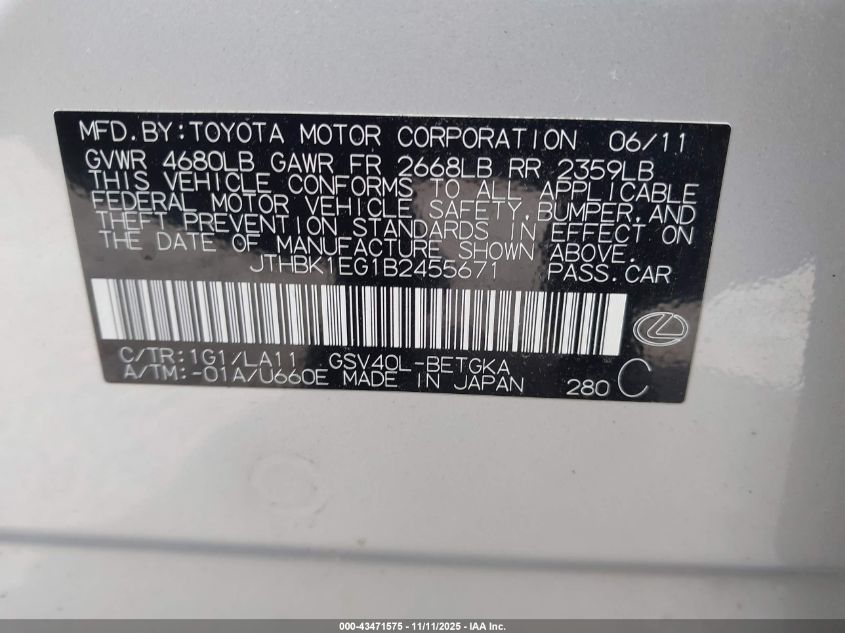 MFD.BY:TOYOTA MOTOR CORPORATION 06/11
GVWR 4680LB GAWR FR 2668LB RR 2359LB
THIS VEHICLE CONFORMS TO ALL APPLICABLE
FEDERAL MOTOR VEHICLE SAFETY,BUMPER,AND
THEFT PREVENTION STANDARDS IN EFFECT ON
THE DATE OF MANUFACTURE SHOWN ABOVE.
JTHBK1EG1B2455671 PASS.CAR
C/TR:1G1/LA11 GSV40L-BETGKA
A/TM:-01A/U660E MADE IN JAPAN 280 C
000-43471575 - 11/11/2025 - IAA Inc.